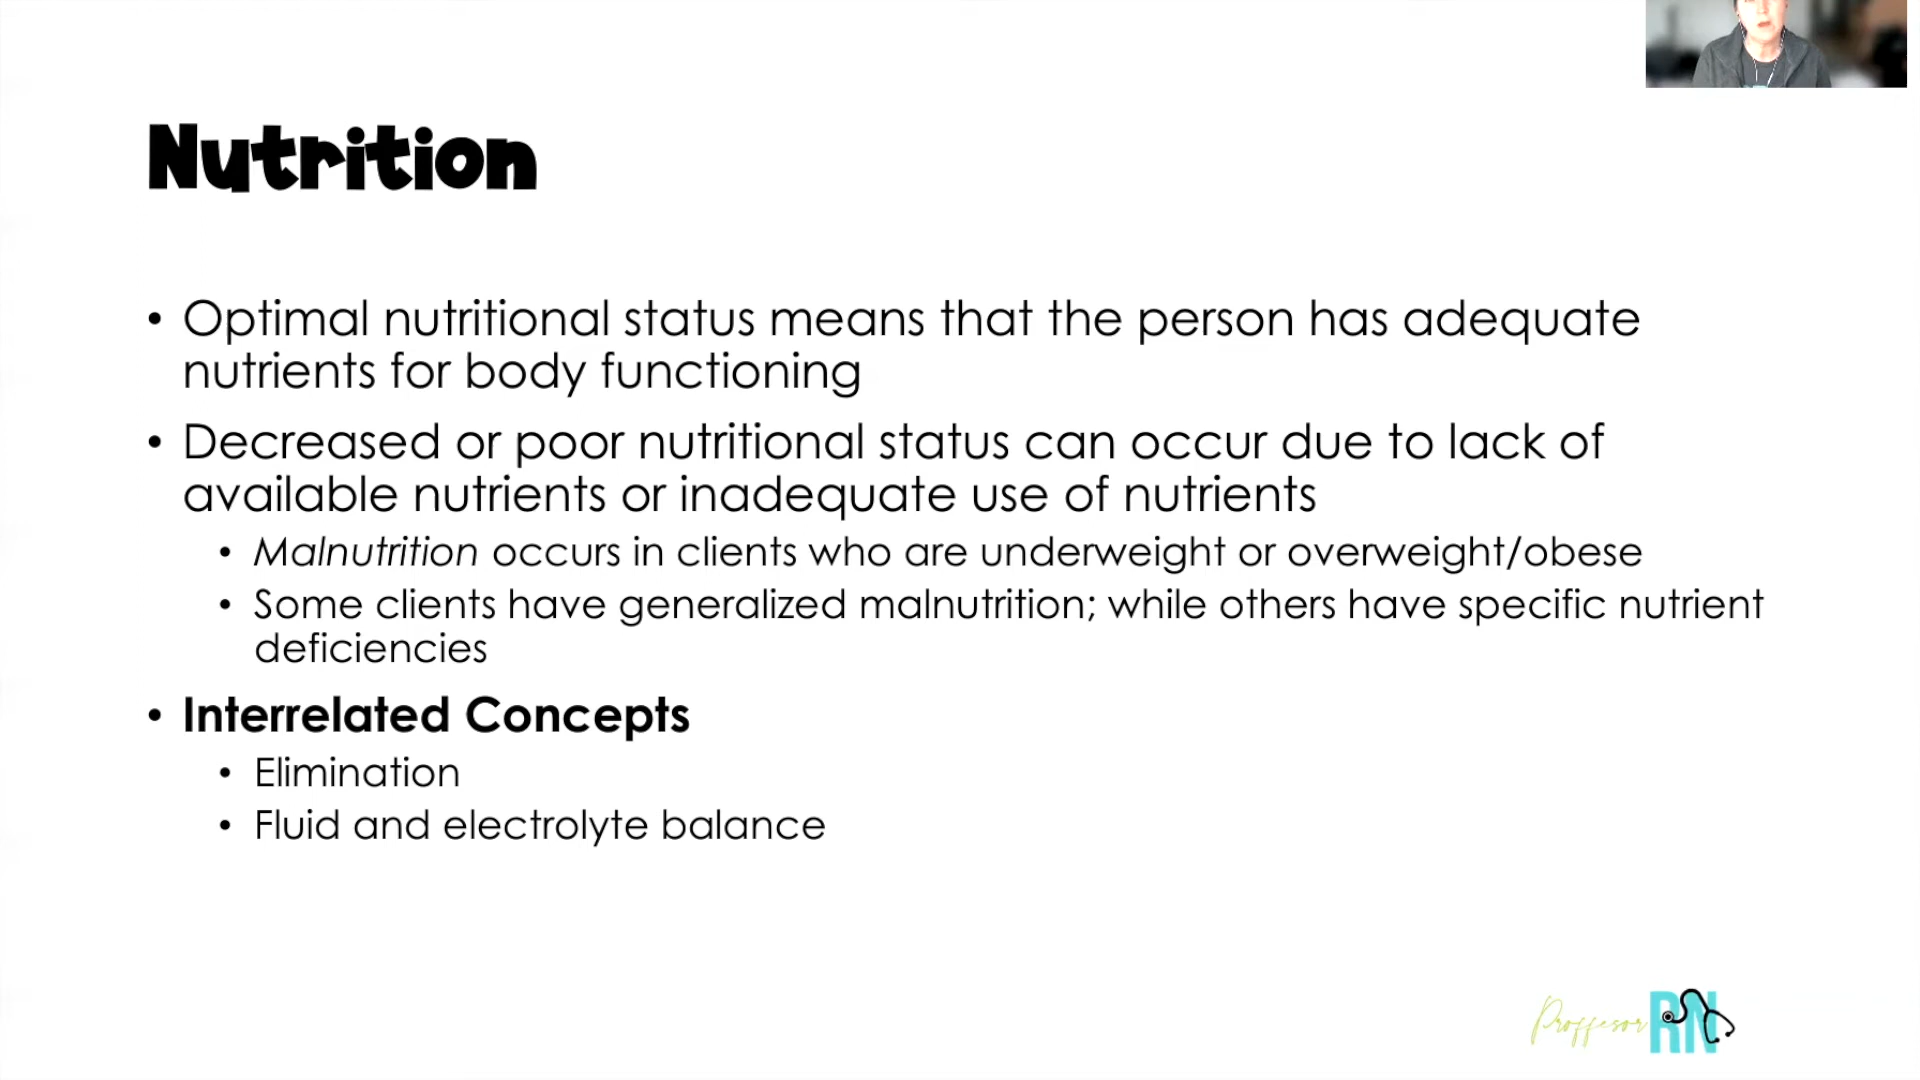 Nutrition
• Optimal nutritional status means that the person has adequate
nutrients for body functioning
• Decreased or poor nutritional status can occur due to lack of
available nutrients or inadequate use of nutrients
• Malnutrition occurs in clients who are underweight or overweight/obese
• Some clients have generalized malnutrition; while others have specific nutrient
deficiencies
• Interrelated Concepts
• Elimination
• Fluid and electrolyte balance
Proffesor RN